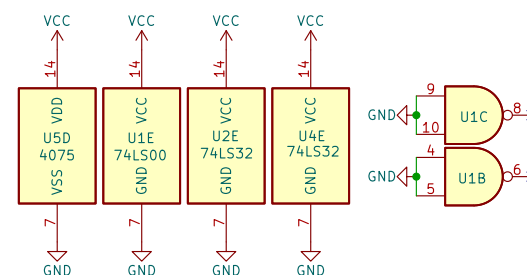 VCC VCC VCC VCC
14 14 14 14
VDD VCC VCC VCC
U5D U1E U2E U4E
4075 74LS00 74LS32 74LS32
VSS GND GND GND
7 7 7 7
GND GND GND GND
9
GND U1C 8
10
4
GND U1B 6
5